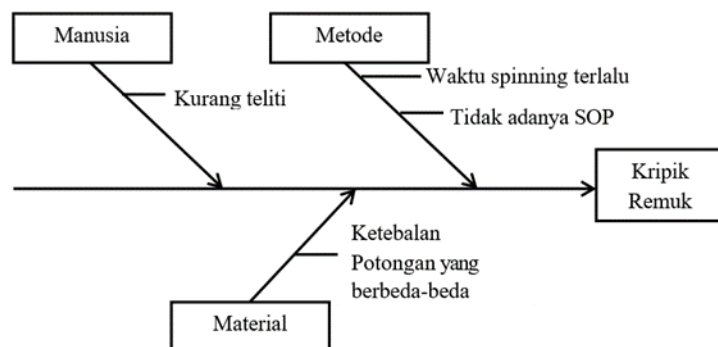 Manusia
Metode
Waktu spinning terlalu
Kurang teliti
Tidak adanya SOP
Kripik
Remuk
Ketebalan
Potongan yang
berbeda-beda
Material